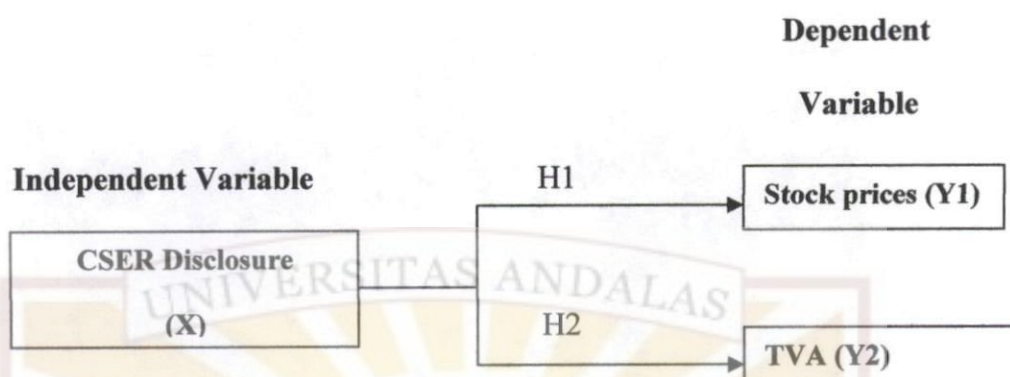 Dependent
Variable
Independent Variable
H1
Stock prices (Y1)
CSER Disclosure
(X)
UNIVERSITAS ANDALAS
H2
TVA (Y2)